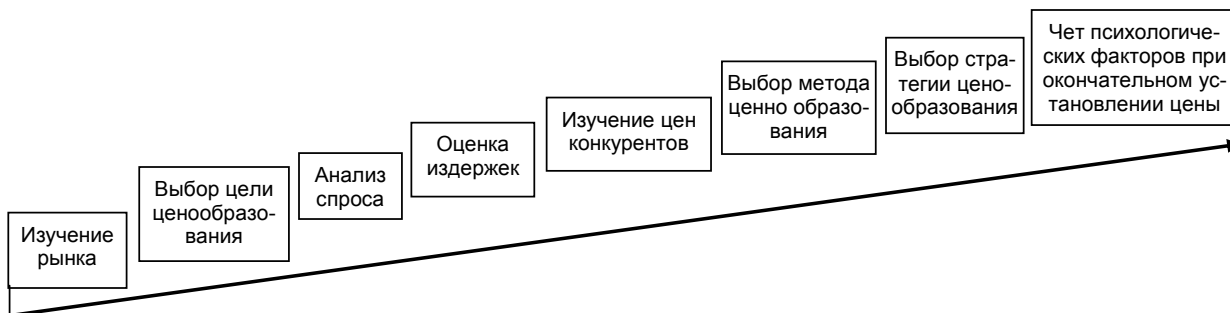 Изучение
рынка
Выбор цели
ценообразо-
вания
Анализ
спроса
Оценка
издержек
Изучение цен
конкурентов
Выбор метода
ценно образо-
вания
Выбор стра-
тегии цено-
образования
Чет психологиче-
ских факторов при
окончательном ус-
тановлении цены